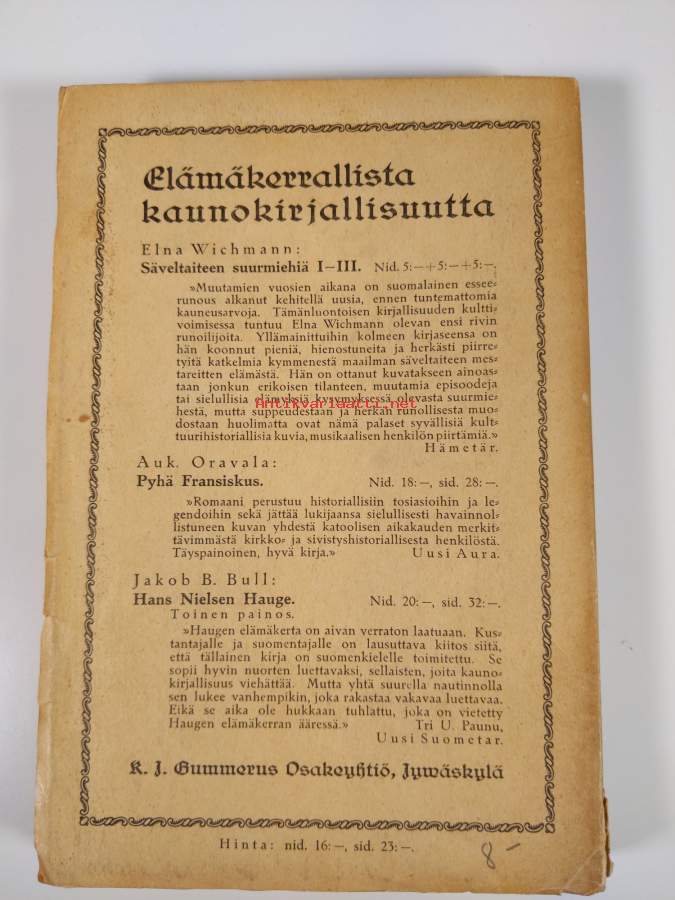 Elämäkerrallista
kaunokirjallisuutta
Elna Wichmann:
Säveltaiteen suurmiehiä I–III. Nid. 5:–+5:–+5:–.
»Muutamien vuosien aikana on suomalainen essee-
runous alkanut kehitellä uusia, ennen tuntemattomia
kauneusarvoja. Tämänluontoisen kirjallisuuden kultti-
voimisessa tuntuu Elna Wichmann olevan ensi rivin
runoilijoita. Yllämainittuihin kolmeen kirjaseensa on
hän koonnut pieniä, hienostuneita ja herkästi piirre-
tyitä katkelmia kymmenestä maailman säveltaiteen mes-
tareitten elämästä. Hän on ottanut kuvatakseen ainoas-
taan jonkun erikoisen tilanteen, muutamia episoodeja
tai sielullisia elämyksiä kysymyksessä olevasta suurmie-
Antikvariaatti.net
hestä, mutta suppeudestaan ja herkän runollisesta muo-
dostaan huolimatta ovat nämä palaset syvällisiä kult-
tuurihistoriallisia kuvia, musikaalisen henkilön piirtämiä.»
Hämetär.
Auk. Oravala:
Pyhä Fransiskus. Nid. 18:–, sid. 28:–.
»Romaani perustuu historiallisiin tosiasioihin ja le-
gendoihin sekä jättää lukijaansa sielullisesti havainnol-
listuneen kuvan yhdestä katoolisen aikakauden merkit-
tävimmästä kirkko- ja sivistyshistoriallisesta henkilöstä.
Täyspainoinen, hyvä kirja.» Uusi Aura.
Jakob B. Bull:
Hans Nielsen Hauge. Nid. 20:–, sid. 32:–.
Toinen painos.
»Haugen elämäkerta on aivan verraton laatuaan. Kus-
tantajalle ja suomentajalle on lausuttava kiitos siitä,
että tällainen kirja on suomenkielelle toimitettu. Se
sopii hyvin nuorten luettavaksi, sellaisten, joita kauno-
kirjallisuus viehättää. Mutta yhtä suurella nautinnolla
sen lukee vanhempikin, joka rakastaa vakavaa luettavaa.
Eikä se aika ole hukkaan tuhlattu, joka on vietetty
Haugen elämäkerran ääressä.» Tri U. Paunu,
Uusi Suometar.
K. J. Gummerus Osakeyhtiö, Jywäskylä
Hinta: nid. 16:–, sid. 23:–.
8-